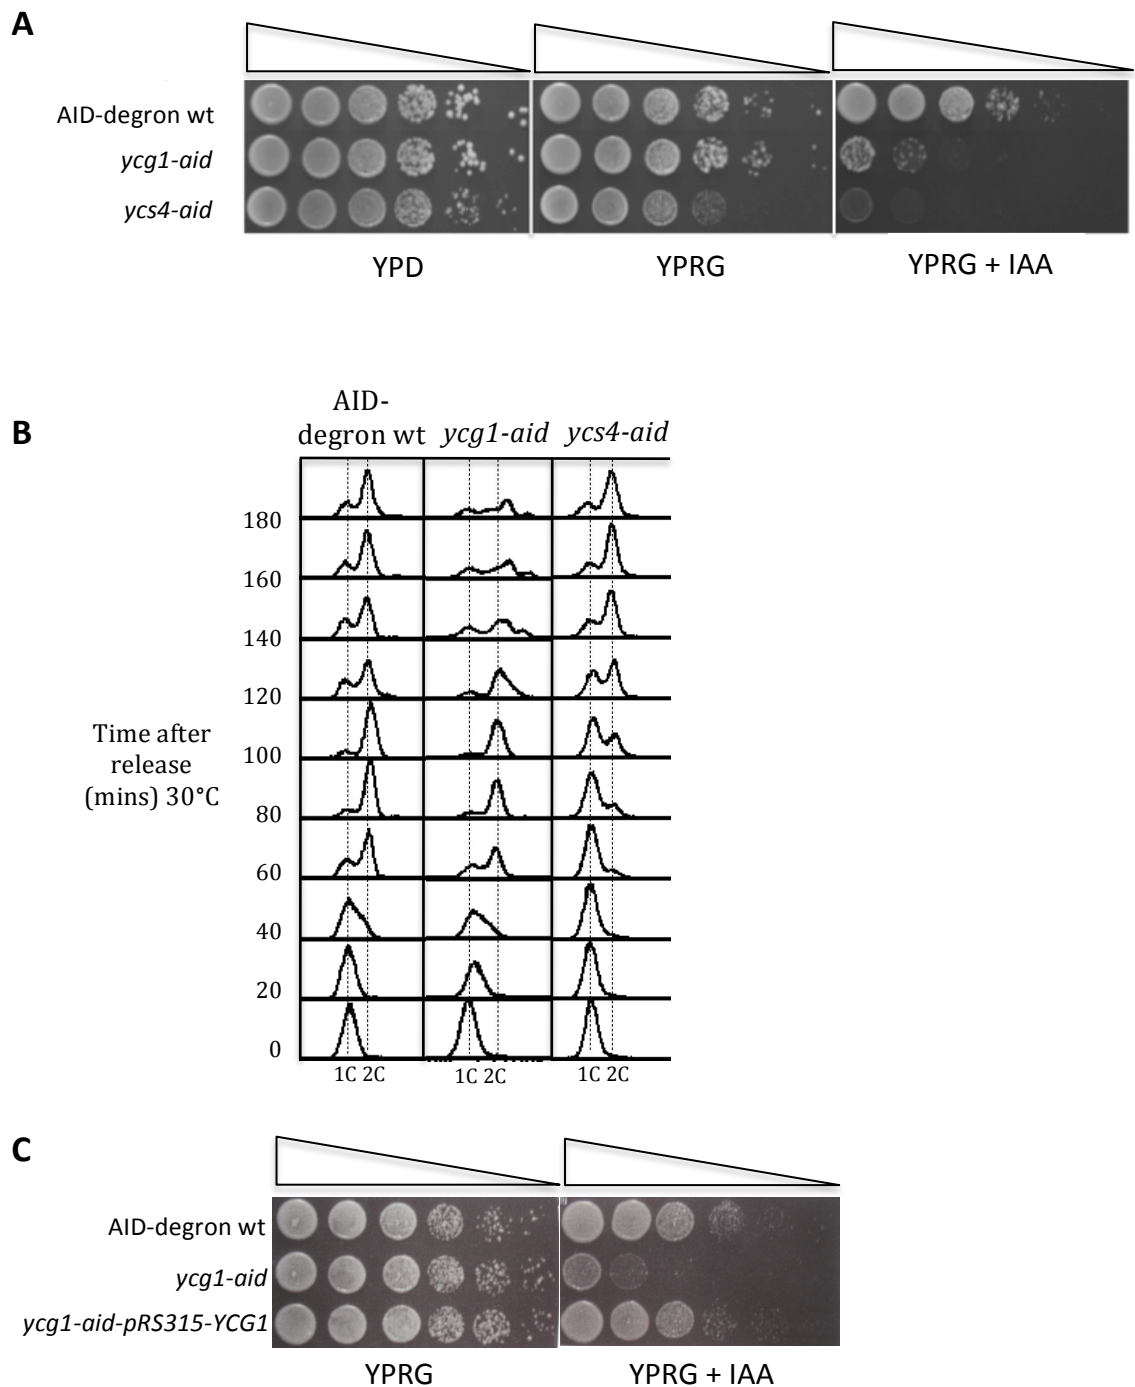 A
AID-degron wt
ycg1-aid
ycs4-aid
YPD
YPRG
YPRG + IAA
B
AID-
degron wt
ycg1-aid
ycs4-aid
180
160
140
120
100
80
60
40
20
0
Time after
release
(mins) 30°C
1C 2C
1C 2C
1C 2C
C
AID-degron wt
ycg1-aid
ycg1-aid-pRS315-YCG1
YPRG
YPRG + IAA